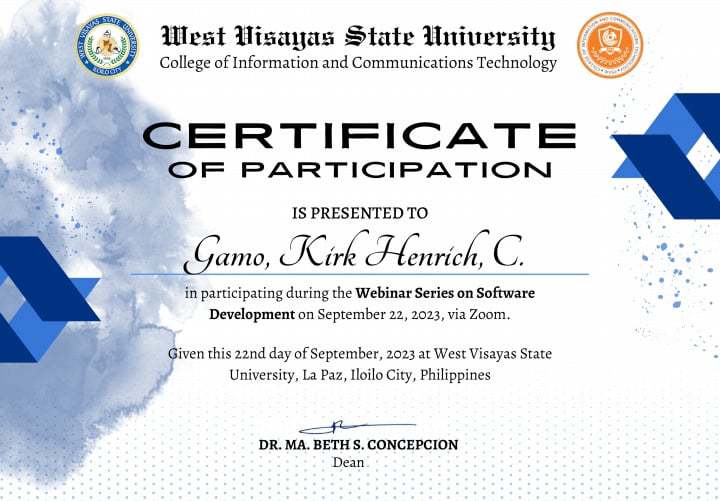 West Visayas State University
College of Information and Communications Technology
WEST VISAYAS STATE UNIVERSITY
ILOILO CITY
CERTIFICATE
OF PARTICIPATION
IS PRESENTED TO
Gamo, Kirk Henrich, C.
in participating during the Webinar Series on Software
Development on September 22, 2023, via Zoom.
Given this 22nd day of September, 2023 at West Visayas State
University, La Paz, Iloilo City, Philippines
DR. MA. BETH S. CONCEPCION
Dean